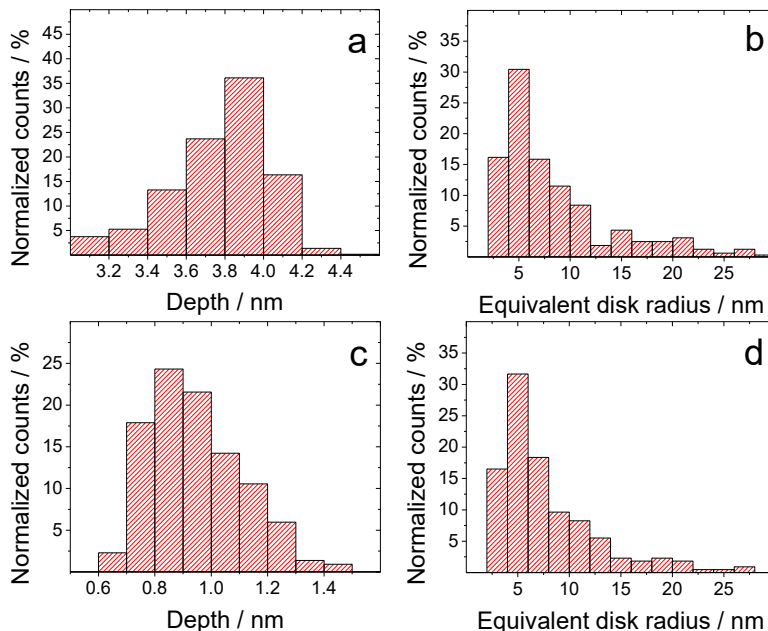 a
Normalized counts / %
50
45
40
35
30
25
20
15
10
5
3.2 3.4 3.6 3.8 4.0 4.2 4.4
Depth / nm
b
Normalized counts / %
35
30
25
20
15
10
5
5 10 15 20 25
Equivalent disk radius / nm
c
Normalized counts / %
25
20
15
10
5
0.6 0.8 1.0 1.2 1.4
Depth / nm
d
Normalized counts / %
35
30
25
20
15
10
5
5 10 15 20 25
Equivalent disk radius / nm